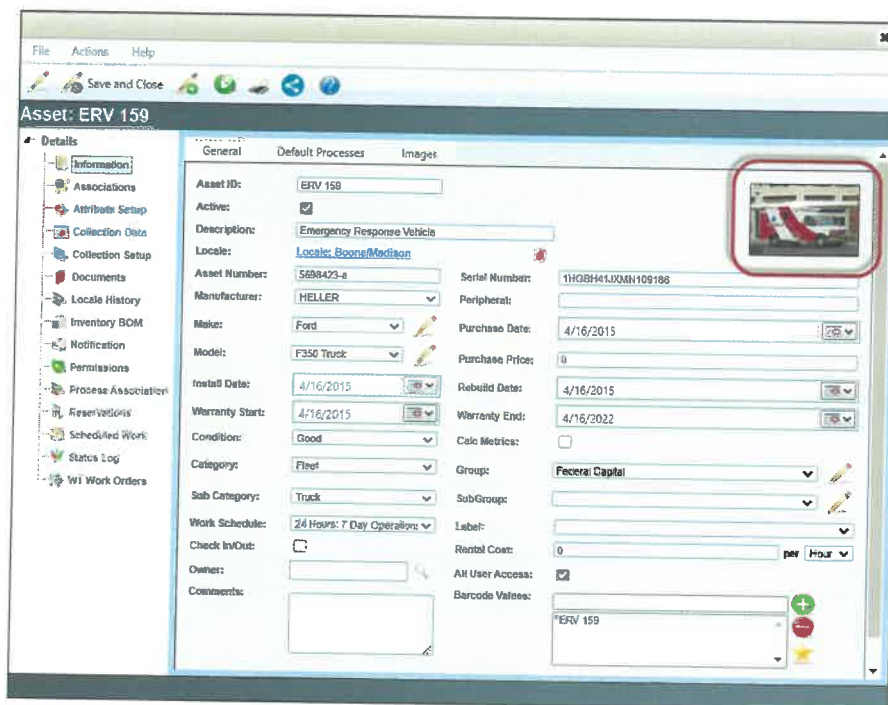 File Actions Help
Save and Close
Asset: ERV 159
Details
Information
Associations
Attribute Setup
Collection Data
Collection Setup
Documents
Locale History
Inventory BOM
Notification
Permissions
Process Association
Reservations
Scheduled Work
Status Log
WT Work Orders
General Default Processes Images
Asset ID: ERV 159
Active:
Description: Emergency Response Vehicle
Locale: Locale: Boone/Madison
Asset Number: 5698423-a Serial Number: 1HGBH41JXMN109186
Manufacturer: HELLER Peripheral:
Make: Ford Purchase Date: 4/16/2015
Model: F350 Truck Purchase Price: 0
Install Date: 4/16/2015 Rebuild Date: 4/16/2015
Warranty Start: 4/16/2015 Warranty End: 4/16/2022
Condition: Good Calc Metrics:
Category: Fleet Group: Federal Capital
Sub Category: Truck SubGroup:
Work Schedule: 24 Hours: 7 Day Operation: Label:
Check In/Out: Rental Cost: 0 per Hour
Owner: All User Access:
Comments: Barcode Values:
*ERV 159